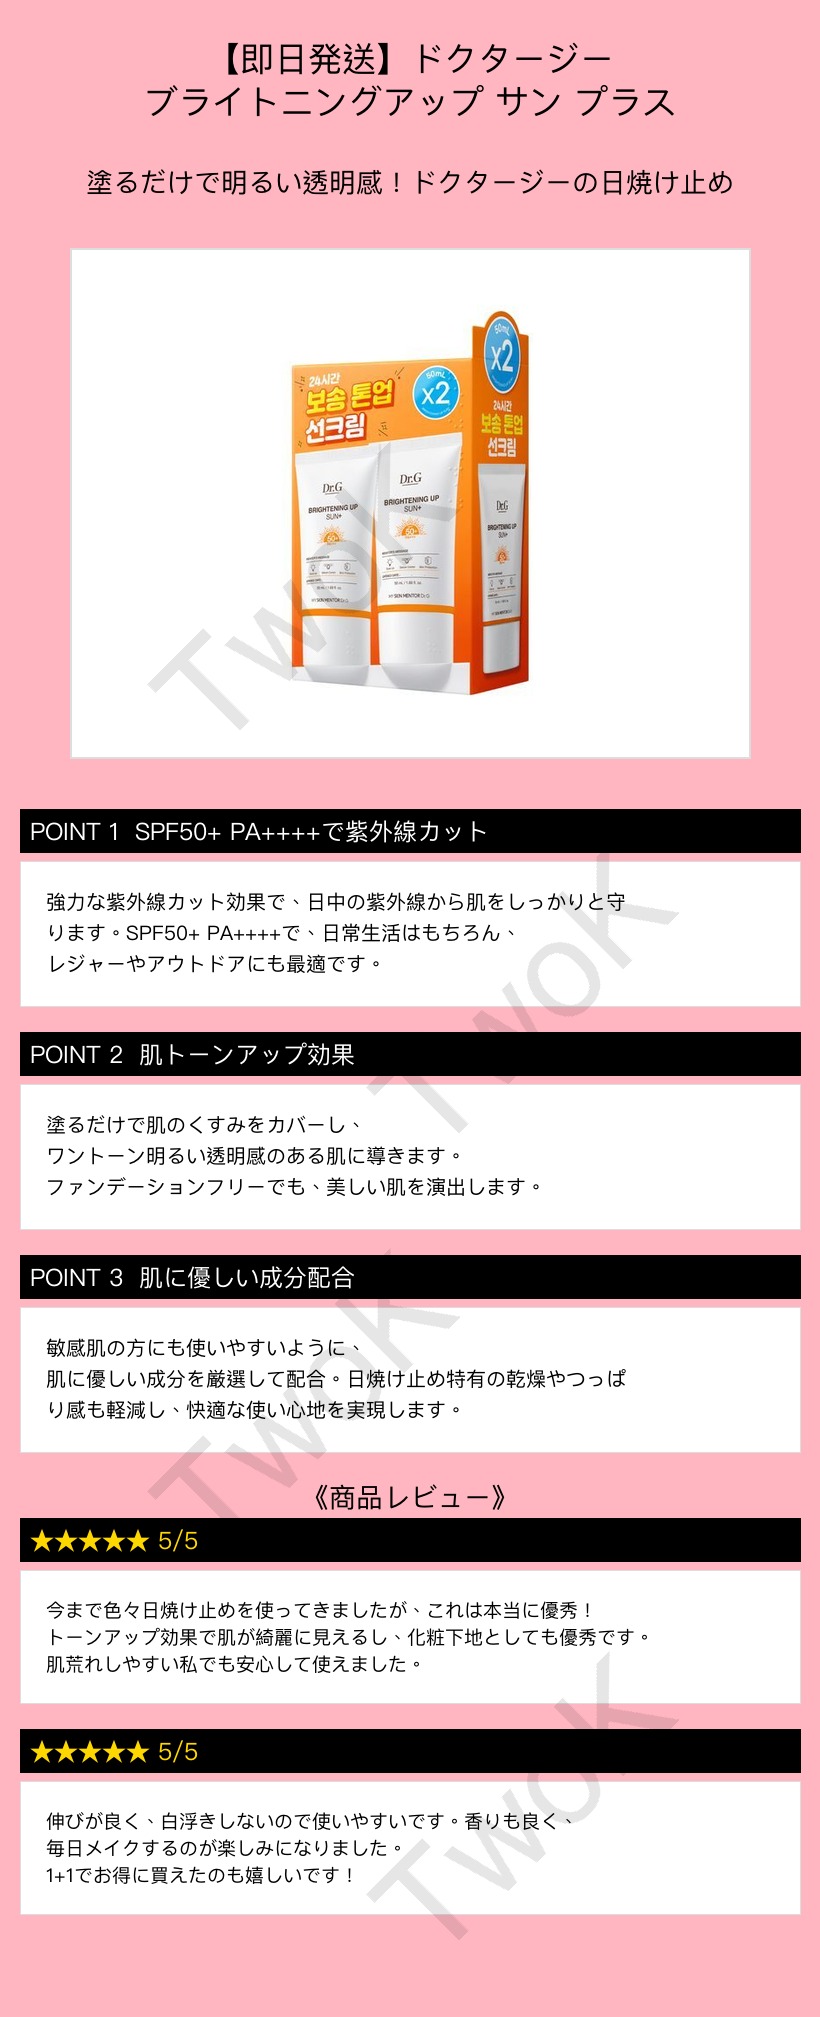 【即日発送】ドクタージー
ブライトニングアップ サン プラス
塗るだけで明るい透明感！ドクタージーの日焼け止め
24시간
보송 톤업
선크림
50mL
x2
50mL
x2
24시간
보송 톤업
선크림
Dr.G
BRIGHTENING UP
SUN+
50+
MY SKIN MENTOR Dr.G
Dr.G
BRIGHTENING UP
SUN+
50+
50 mL / 1.69 fl. oz.
MY SKIN MENTOR Dr.G
Dr.G
BRIGHTENING UP
SUN+
TwoK
POINT 1 SPF50+ PA++++で紫外線カット
強力な紫外線カット効果で、日中の紫外線から肌をしっかりと守
ります。SPF50+ PA++++で、日常生活はもちろん、
レジャーやアウトドアにも最適です。
TwoK
POINT 2 肌トーンアップ効果
塗るだけで肌のくすみをカバーし、
ワントーン明るい透明感のある肌に導きます。
ファンデーションフリーでも、美しい肌を演出します。
POINT 3 肌に優しい成分配合
敏感肌の方にも使いやすいように、
肌に優しい成分を厳選して配合。日焼け止め特有の乾燥やつっぱ
り感も軽減し、快適な使い心地を実現します。
TwoK
《商品レビュー》
★★★★★ 5/5
今まで色々日焼け止めを使ってきましたが、これは本当に優秀！
トーンアップ効果で肌が綺麗に見えるし、化粧下地としても優秀です。
肌荒れしやすい私でも安心して使えました。
★★★★★ 5/5
伸びが良く、白浮きしないので使いやすいです。香りも良く、
毎日メイクするのが楽しみになりました。
1+1でお得に買えたのも嬉しいです！
TwoK